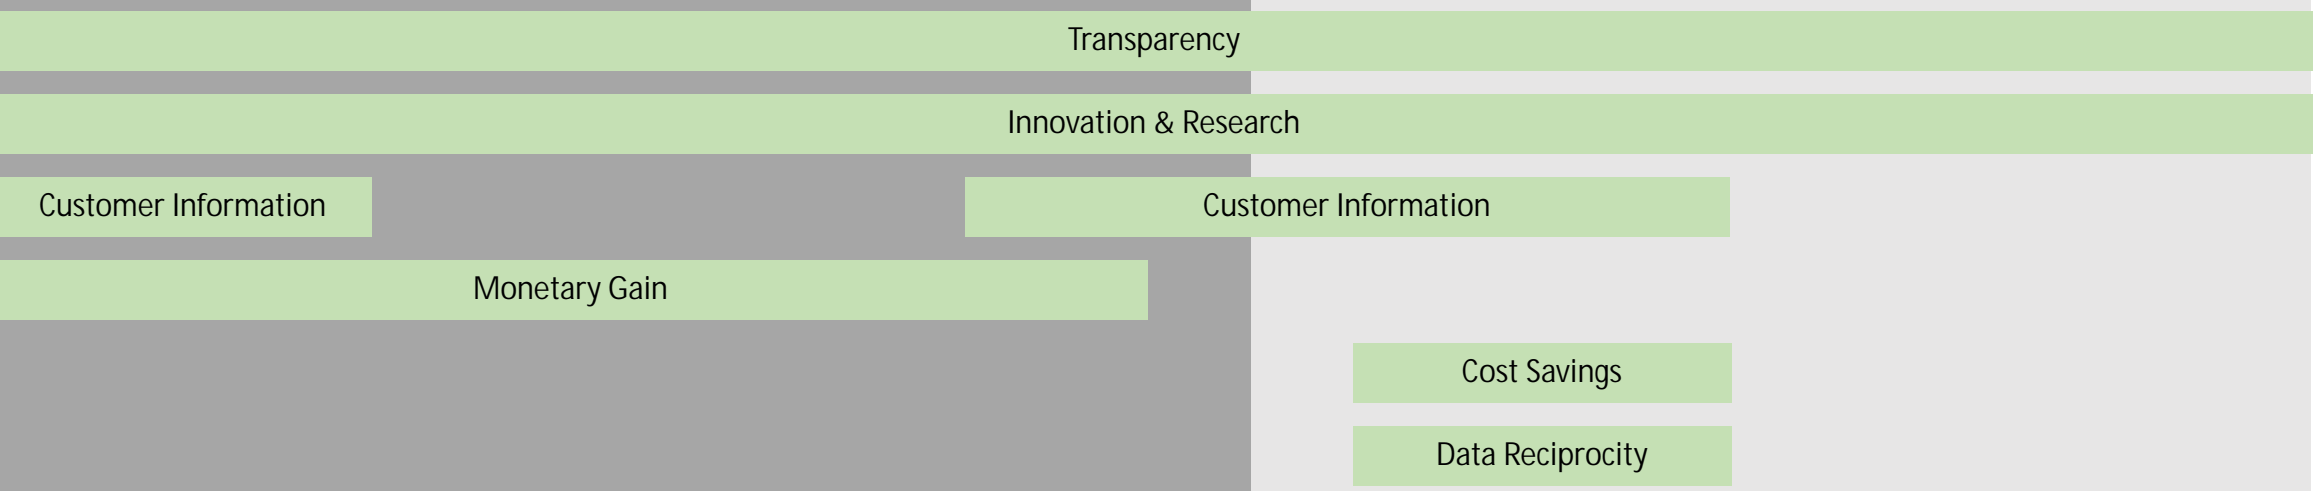 Transparency
Innovation & Research
Customer Information
Customer Information
Monetary Gain
Cost Savings
Data Reciprocity